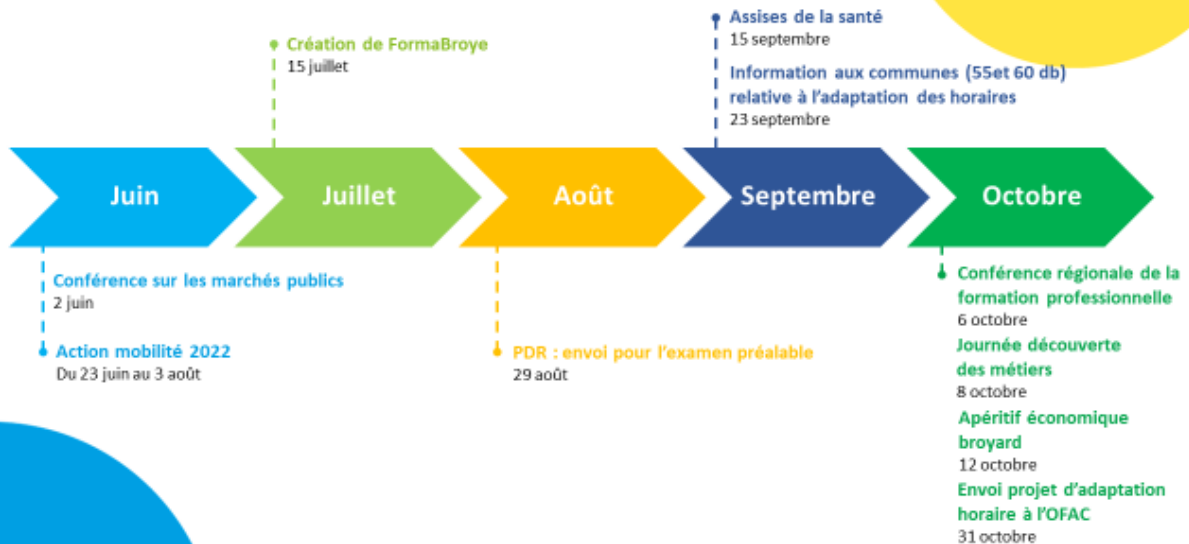 Assises de la santé
15 septembre
Création de FormaBroye
15 juillet
Information aux communes (55et 60 db)
relative à l'adaptation des horaires
23 septembre
Juin
Juillet
Août
Septembre
Octobre
Conférence sur les marchés publics
2 juin
Action mobilité 2022
Du 23 juin au 3 août
PDR : envoi pour l'examen préalable
29 août
Conférence régionale de la
formation professionnelle
6 octobre
Journée découverte
des métiers
8 octobre
Apéritif économique
broyard
12 octobre
Envoi projet d'adaptation
horaire à l'OFAC
31 octobre